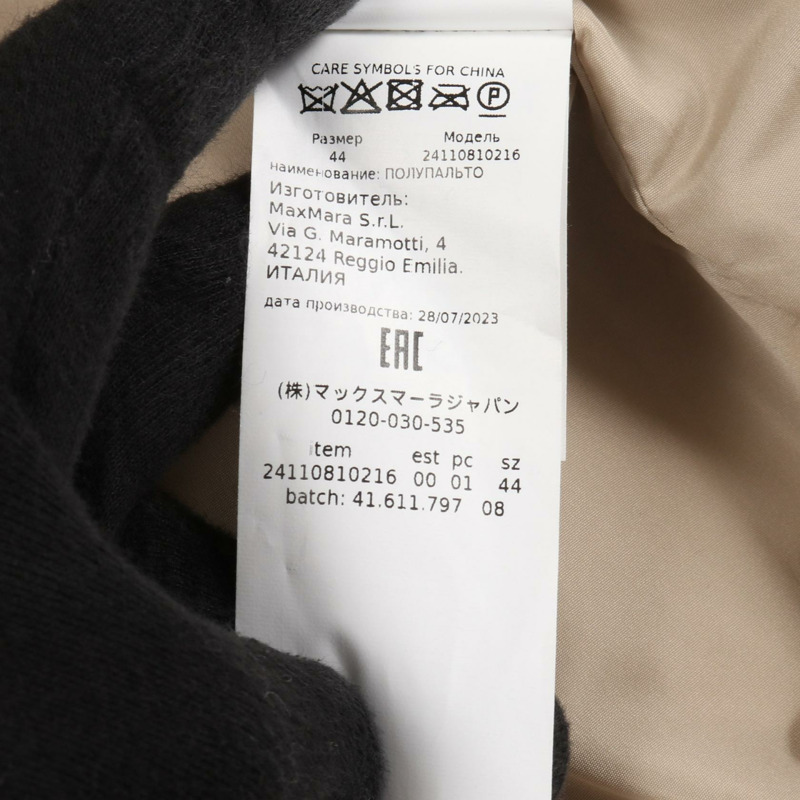 CARE SYMBOLS FOR CHINA
P
Размер Модель
44 24110810216
наименование: ПОЛУПАЛЬТО
Изготовитель:
MaxMara S.r.L.
Via G. Maramotti, 4
42124 Reggio Emilia.
ИТАЛИЯ
дата производства: 28/07/2023
EAC
(株)マックスマーラジャパン
0120-030-535
item est pc sz
24110810216 00 01 44
batch: 41.611.797 08